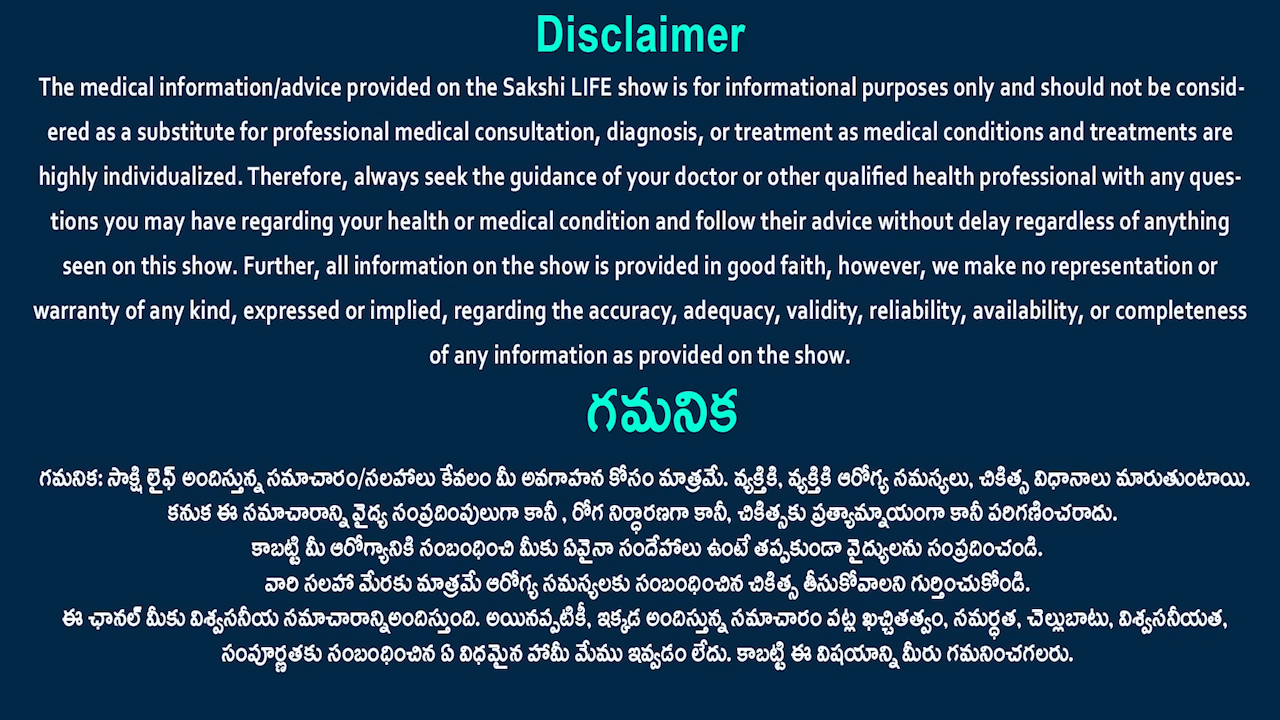 Disclaimer
The medical information/advice provided on the Sakshi LIFE show is for informational purposes only and should not be consid-
ered as a substitute for professional medical consultation, diagnosis, or treatment as medical conditions and treatments are
highly individualized. Therefore, always seek the guidance of your doctor or other qualified health professional with any ques-
tions you may have regarding your health or medical condition and follow their advice without delay regardless of anything
seen on this show. Further, all information on the show is provided in good faith, however, we make no representation or
warranty of any kind, expressed or implied, regarding the accuracy, adequacy, validity, reliability, availability, or completeness
of any information as provided on the show.
గమనిక
గమనిక: సాక్షి లైఫ్ అందిస్తున్న సమాచారం/సలహాలు కేవలం మీ అవగాహన కోసం మాత్రమే. వ్యక్తికి, వ్యక్తికి ఆరోగ్య సమస్యలు, చికిత్స విధానాలు మారుతుంటాయి.
కనుక ఈ సమాచారాన్ని వైద్య సంప్రదింపులుగా కానీ , రోగ నిర్ధారణగా కానీ, చికిత్సకు ప్రత్యామ్నాయంగా కానీ పరిగణించరాదు.
కాబట్టి మీ ఆరోగ్యానికి సంబంధించి మీకు ఏవైనా సందేహాలు ఉంటే తప్పకుండా వైద్యులను సంప్రదించండి.
వారి సలహా మేరకు మాత్రమే ఆరోగ్య సమస్యలకు సంబంధించిన చికిత్స తీసుకోవాలని గుర్తించుకోండి.
ఈ ఛానల్ మీకు విశ్వసనీయ సమాచారాన్నిఅందిస్తుంది. అయినప్పటికీ, ఇక్కడ అందిస్తున్న సమాచారం పట్ల ఖచ్చితత్వం, సమర్ధత, చెల్లుబాటు, విశ్వసనీయత,
సంపూర్ణతకు సంబంధించిన ఏ విధమైన హామీ మేము ఇవ్వడం లేదు. కాబట్టి ఈ విషయాన్ని మీరు గమనించగలరు.